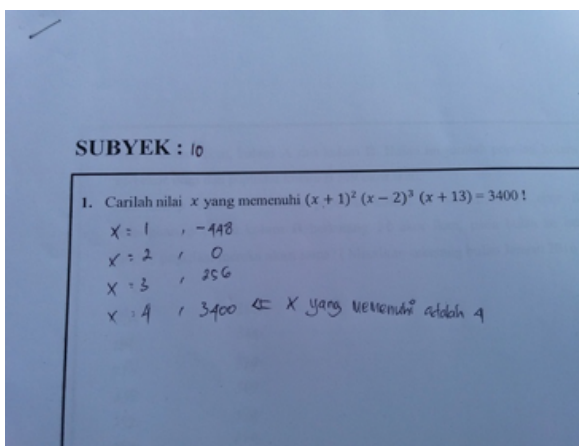 SUBYEK : 10
1. Carilah nilai x yang memenuhi (x + 1)² (x − 2)³ (x + 13) = 3400 !
x = 1 , -448
x = 2 , 0
x = 3 , 256
x = 4 , 3400 <= x yang memenuhi adalah 4